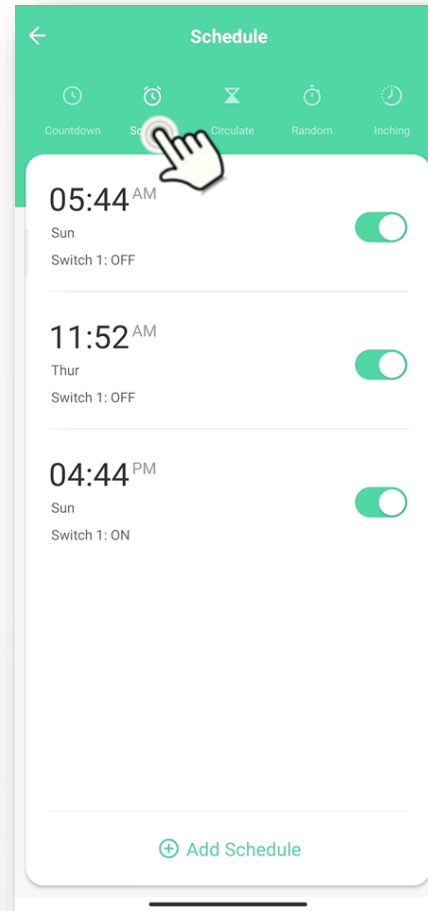 Schedule
Countdown Circulate Random Inching
05:44 AM
Sun
Switch 1: OFF
11:52 AM
Thur
Switch 1: OFF
04:44 PM
Sun
Switch 1: ON
Add Schedule